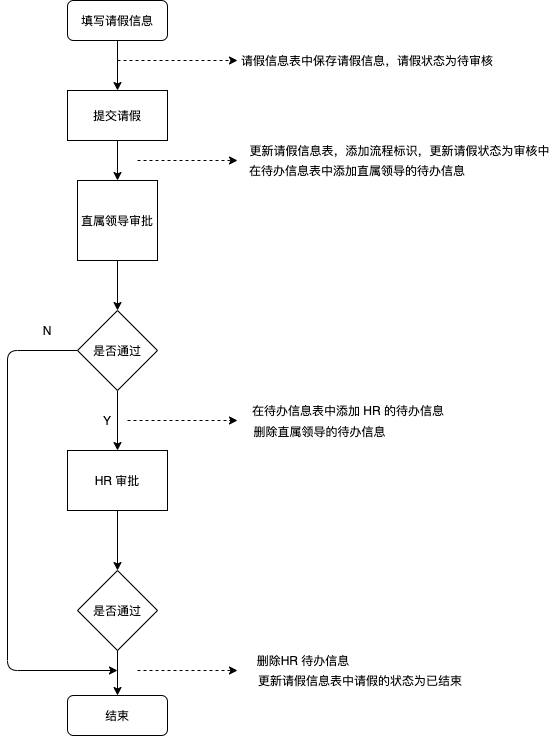 填写请假信息
请假信息表中保存请假信息，请假状态为待审核
提交请假
更新请假信息表，添加流程标识，更新请假状态为审核中
在待办信息表中添加直属领导的待办信息
直属领导审批
N
是否通过
Y
在待办信息表中添加 HR 的待办信息
删除直属领导的待办信息
HR 审批
是否通过
删除HR 待办信息
更新请假信息表中请假的状态为已结束
结束